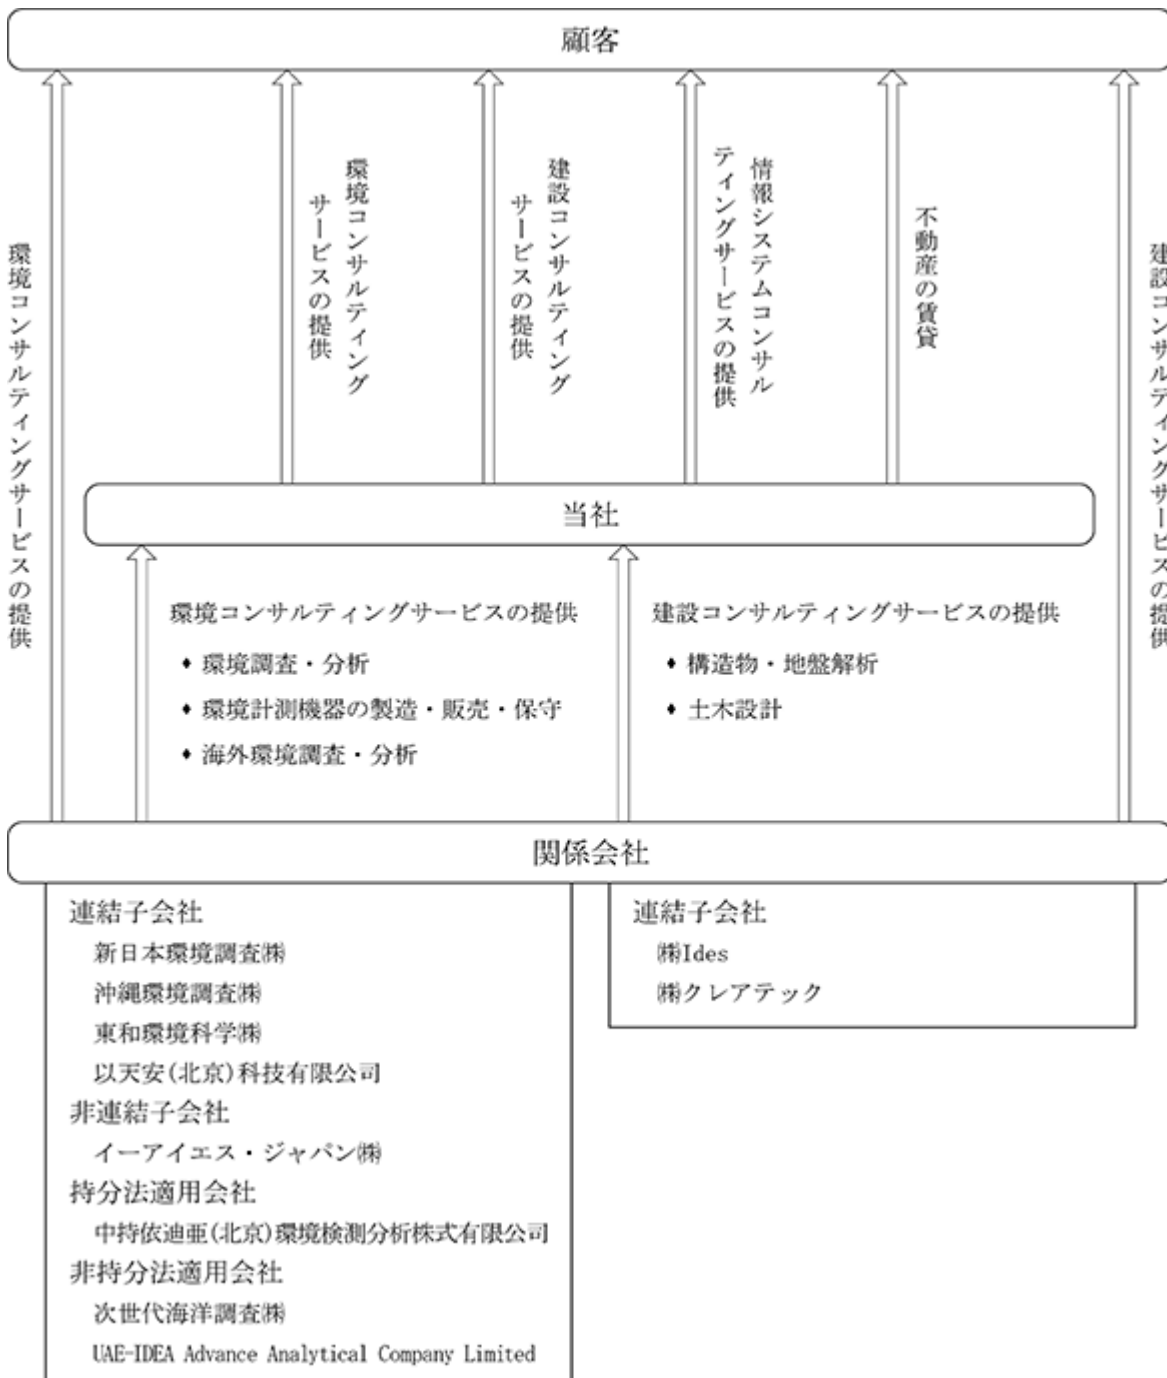 顧客
環境コンサルティングサービスの提供
環境コンサルティング
サービスの提供
建設コンサルティング
サービスの提供
情報システムコンサル
ティングサービスの提供
不動産の賃貸
建設コンサルティングサービスの提供
当社
環境コンサルティングサービスの提供
♦ 環境調査・分析
♦ 環境計測機器の製造・販売・保守
♦ 海外環境調査・分析
建設コンサルティングサービスの提供
♦ 構造物・地盤解析
♦ 土木設計
関係会社
連結子会社
新日本環境調査㈱
沖縄環境調査㈱
東和環境科学㈱
以天安(北京)科技有限公司
非連結子会社
イーアイエス・ジャパン㈱
持分法適用会社
中持依迪亜(北京)環境検測分析株式有限公司
非持分法適用会社
次世代海洋調査㈱
UAE-IDEA Advance Analytical Company Limited
連結子会社
㈱Ides
㈱クレアテック